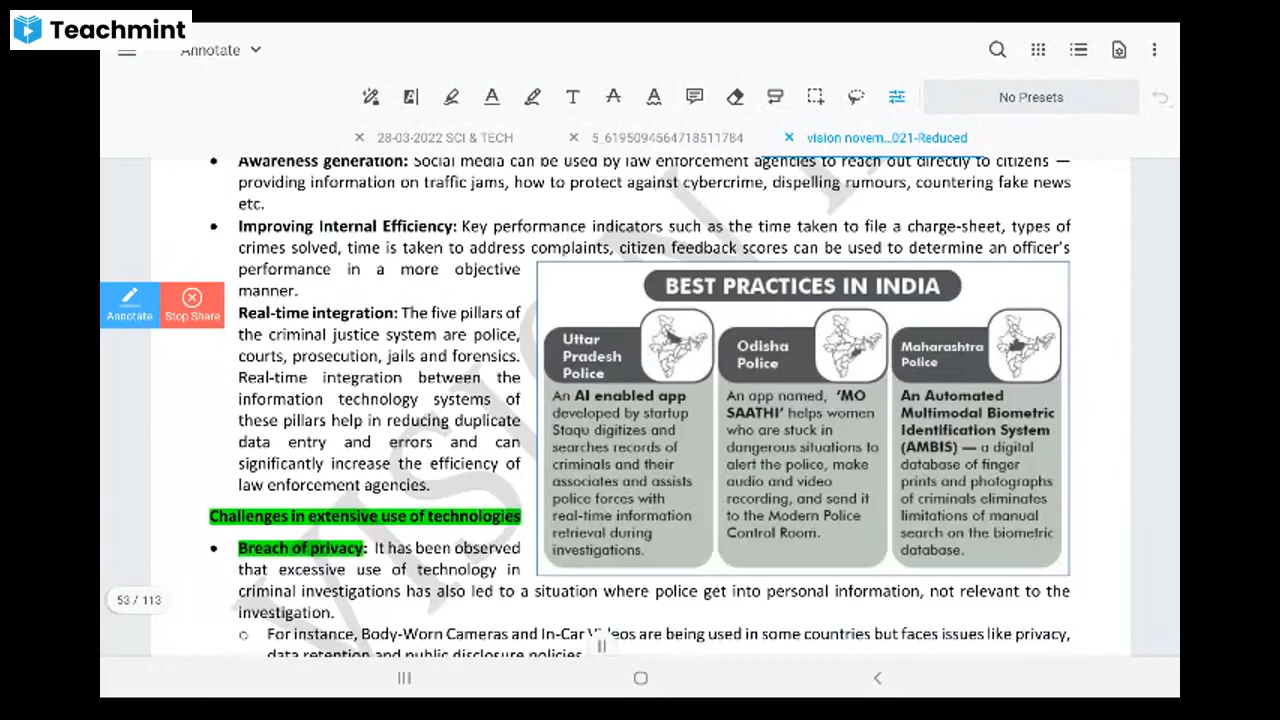 Teachmint
Annotate
No Presets
28-03-2022 SCI & TECH
5_6195094564718511784
vision novem...021-Reduced
Awareness generation: Social media can be used by law enforcement agencies to reach out directly to citizens —
providing information on traffic jams, how to protect against cybercrime, dispelling rumours, countering fake news
etc.
Improving Internal Efficiency: Key performance indicators such as the time taken to file a charge-sheet, types of
crimes solved, time is taken to address complaints, citizen feedback scores can be used to determine an officer's
performance in a more objective
manner.
Annotate
Stop Share
Real-time integration: The five pillars of
the criminal justice system are police,
courts, prosecution, jails and forensics.
Real-time integration between the
information technology systems of
these pillars help in reducing duplicate
data entry and errors and can
significantly increase the efficiency of
law enforcement agencies.
BEST PRACTICES IN INDIA
Uttar
Pradesh
Police
An AI enabled app
developed by startup
Staqu digitizes and
searches records of
criminals and their
associates and assists
police forces with
real-time information
retrieval during
investigations.
Odisha
Police
An app named, 'MO
SAATHI' helps women
who are stuck in
dangerous situations to
alert the police, make
audio and video
recording, and send it
to the Modern Police
Control Room.
Maharashtra
Police
An Automated
Multimodal Biometric
Identification System
(AMBIS) — a digital
database of finger
prints and photographs
of criminals eliminates
limitations of manual
search on the biometric
database.
Challenges in extensive use of technologies
Breach of privacy: It has been observed
that excessive use of technology in
criminal investigations has also led to a situation where police get into personal information, not relevant to the
investigation.
53 / 113
For instance, Body-Worn Cameras and In-Car Videos are being used in some countries but faces issues like privacy,
data retention and public disclosure policies